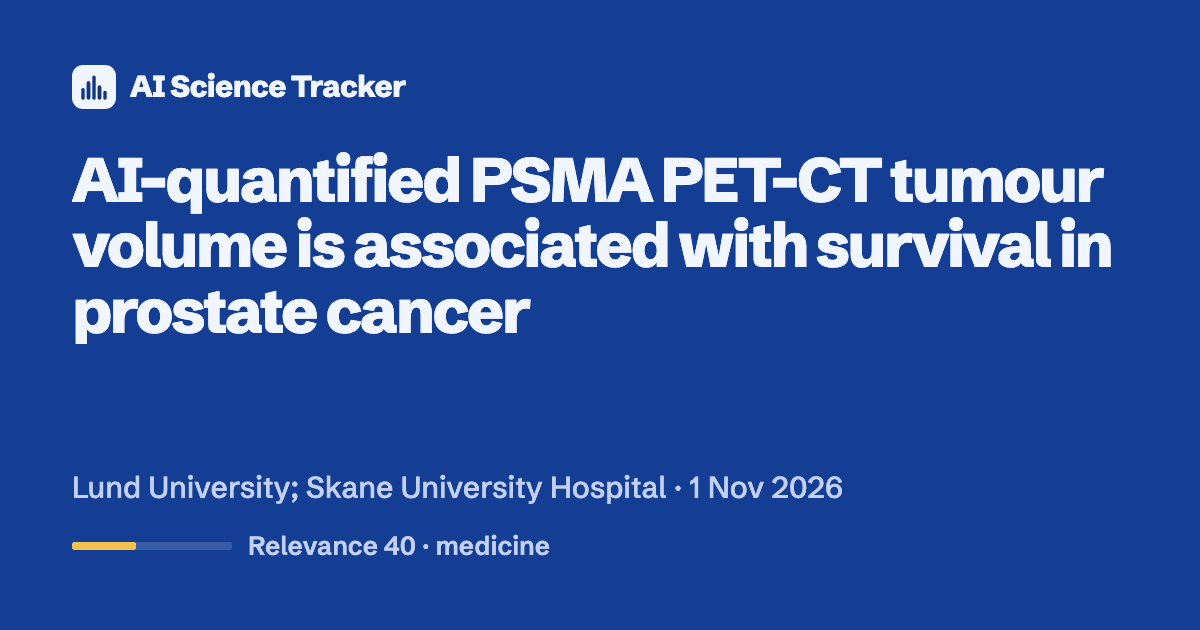 AI Science Tracker
AI-quantified PSMA PET-CT tumour
volume is associated with survival in
prostate cancer
Lund University; Skane University Hospital · 1 Nov 2026
Relevance 40 · medicine